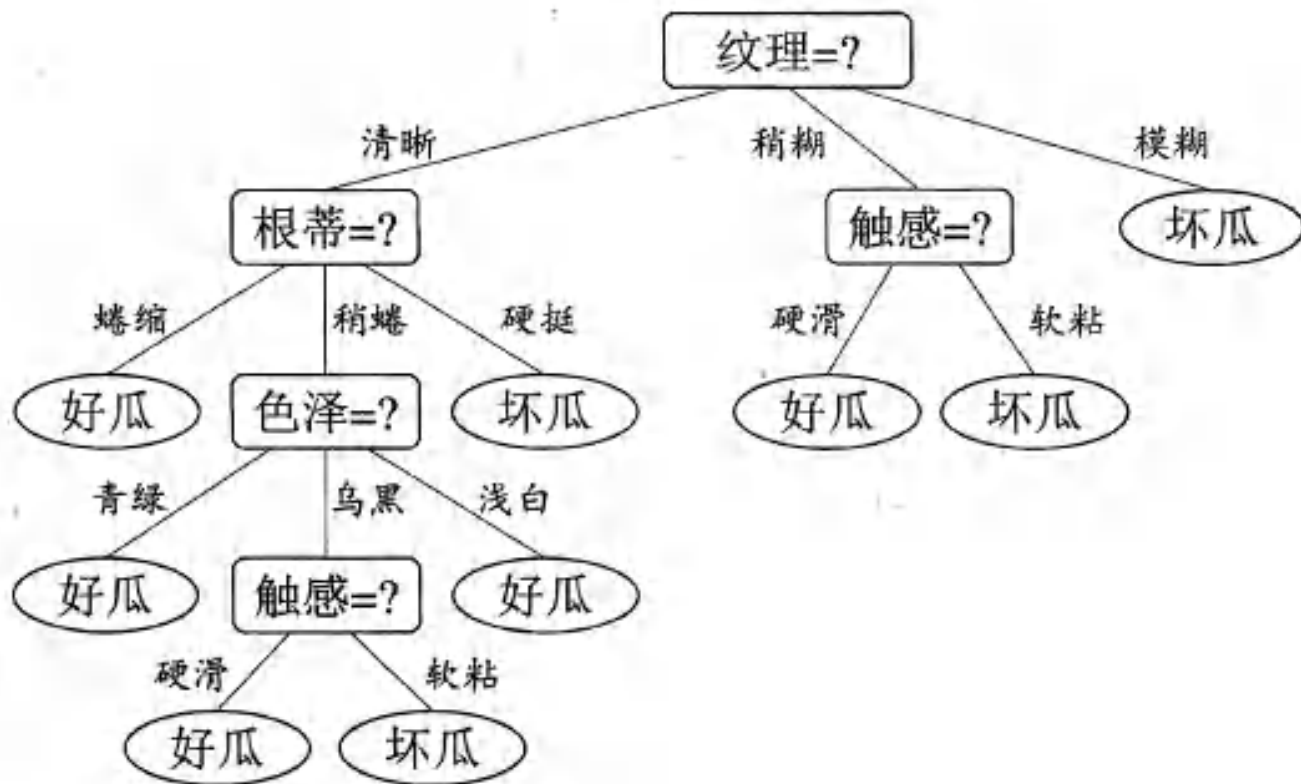 纹理=?
清晰 稍糊 模糊
根蒂=? 触感=? 坏瓜
蜷缩 稍蜷 硬挺 硬滑 软粘
好瓜 色泽=? 坏瓜 好瓜 坏瓜
青绿 乌黑 浅白
好瓜 触感=? 好瓜
硬滑 软粘
好瓜 坏瓜